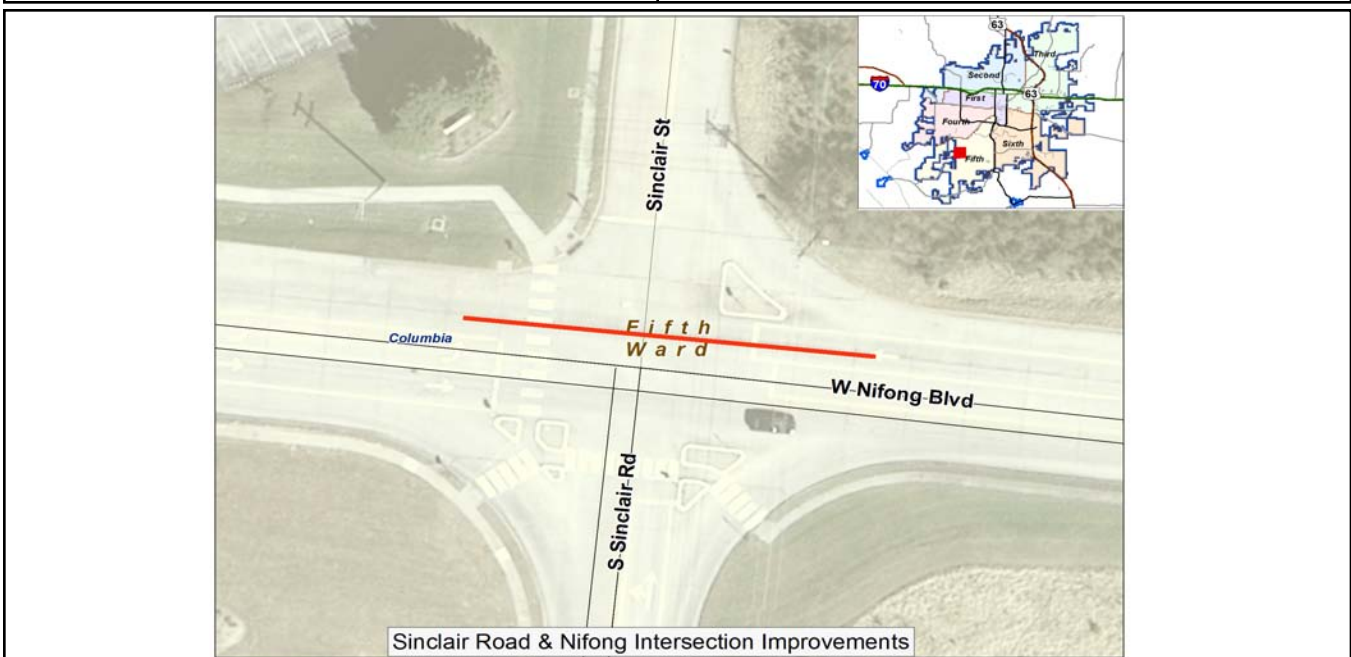 63
Third
Second
70
63
First
Fourth
Sixth
Fifth
Sinclair St
Fifth
Ward
Columbia
W Nifong Blvd
S Sinclair Rd
Sinclair Road & Nifong Intersection Improvements